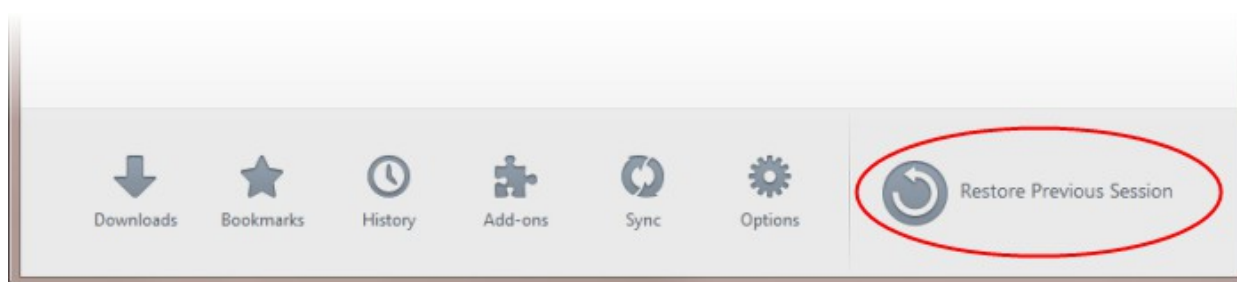 Downloads
Bookmarks
History
Add-ons
Sync
Options
Restore Previous Session